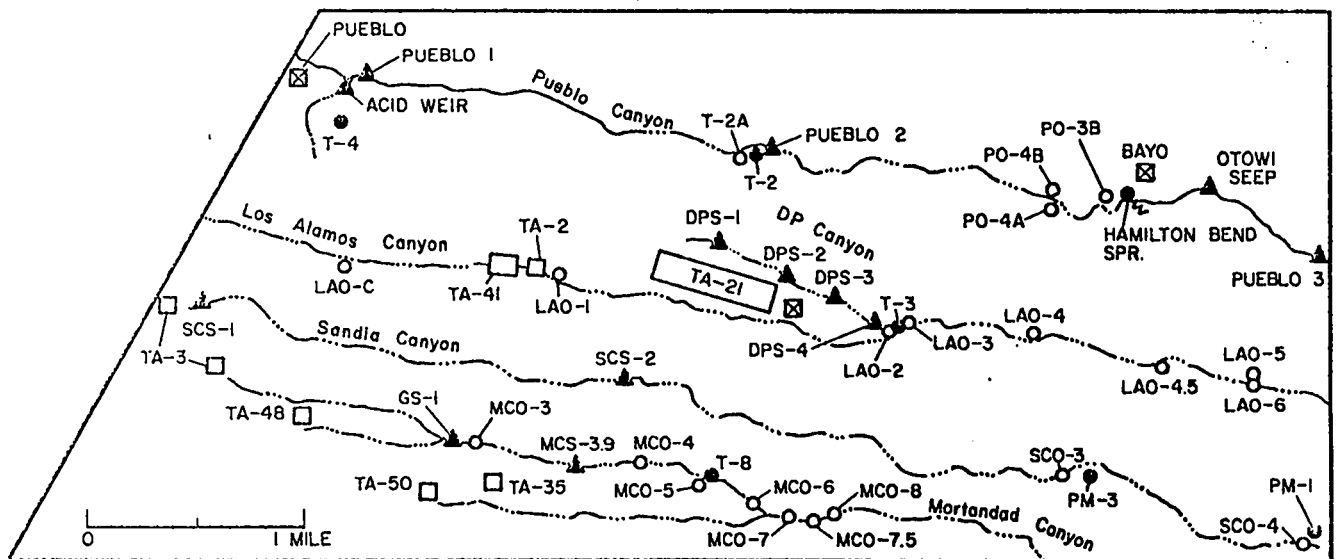 PUEBLO
PUEBLO 1
ACID WEIR
T-4
Pueblo Canyon
T-2A
PUEBLO 2
T-2
PO-4B
PO-3B
BAYO
OTOWI
SEEP
PO-4A
HAMILTON BEND
SPR.
PUEBLO 3
Los Alamos Canyon
LAO-C
TA-41
TA-2
LAO-1
DPS-1
DP Canyon
DPS-2
DPS-3
TA-21
T-3
DPS-4
LAO-2
LAO-3
LAO-4
LAO-4.5
LAO-5
LAO-6
SCS-1
TA-3
Sandia Canyon
SCS-2
TA-48
GS-1
MCO-3
MCS-3.9
MCO-4
T-8
MCO-5
TA-50
TA-35
MCO-6
MCO-8
MCO-7
MCO-7.5
Mortandad Canyon
SCO-3
PM-3
PM-1
SCO-4
0 1 MILE